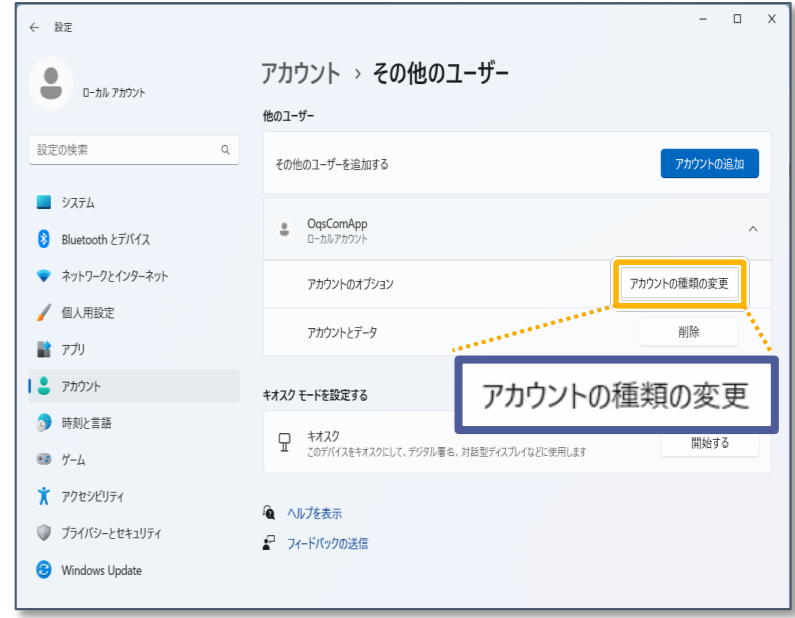 設定
ローカル アカウント
設定の検索
システム
Bluetooth とデバイス
ネットワークとインターネット
個人用設定
アプリ
アカウント
時刻と言語
ゲーム
アクセシビリティ
プライバシーとセキュリティ
Windows Update
アカウント › その他のユーザー
他のユーザー
その他のユーザーを追加する
アカウントの追加
OqsComApp
ローカルアカウント
アカウントのオプション
アカウントの種類の変更
アカウントとデータ
削除
アカウントの種類の変更
キオスク モードを設定する
キオスク
このデバイスをキオスクにして、デジタル署名、対話型ディスプレイなどに使用します
開始する
ヘルプを表示
フィードバックの送信